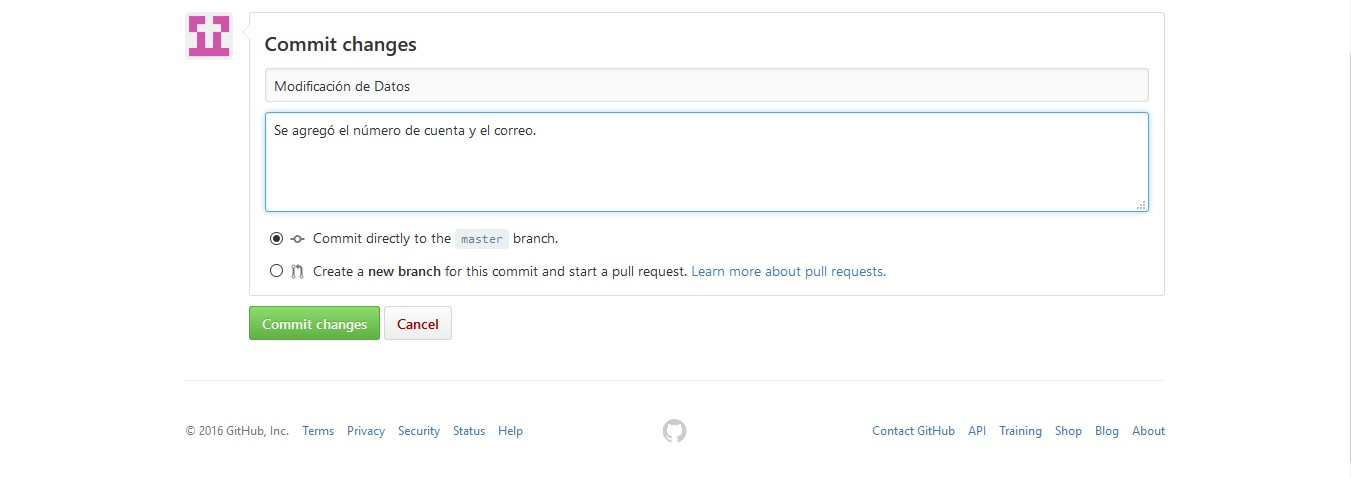 Commit changes
Modificación de Datos
Se agregó el número de cuenta y el correo.
Commit directly to the master branch.
Create a new branch for this commit and start a pull request. Learn more about pull requests.
Commit changes Cancel
© 2016 GitHub, Inc. Terms Privacy Security Status Help Contact GitHub API Training Shop Blog About